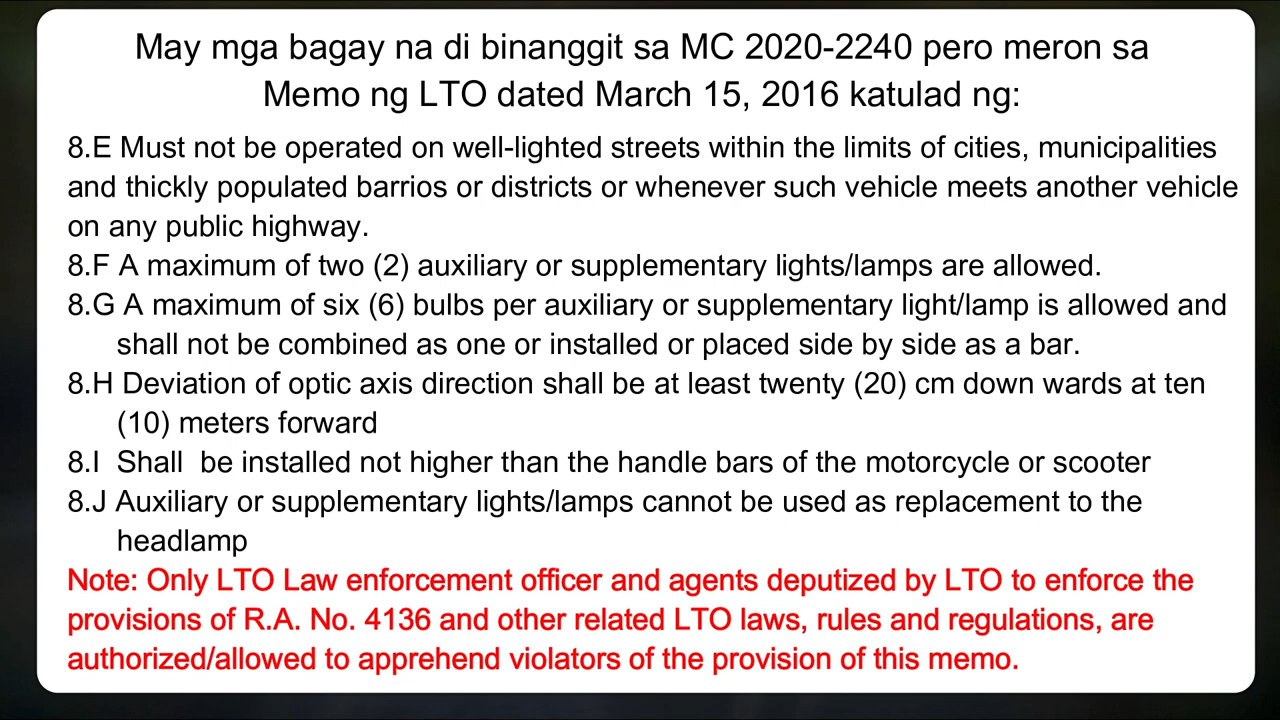 May mga bagay na di binanggit sa MC 2020-2240 pero meron sa
Memo ng LTO dated March 15, 2016 katulad ng:
8.E Must not be operated on well-lighted streets within the limits of cities, municipalities
and thickly populated barrios or districts or whenever such vehicle meets another vehicle
on any public highway.
8.F A maximum of two (2) auxiliary or supplementary lights/lamps are allowed.
8.G A maximum of six (6) bulbs per auxiliary or supplementary light/lamp is allowed and
shall not be combined as one or installed or placed side by side as a bar.
8.H Deviation of optic axis direction shall be at least twenty (20) cm down wards at ten
(10) meters forward
8.I  Shall  be installed not higher than the handle bars of the motorcycle or scooter
8.J Auxiliary or supplementary lights/lamps cannot be used as replacement to the
headlamp
Note: Only LTO Law enforcement officer and agents deputized by LTO to enforce the
provisions of R.A. No. 4136 and other related LTO laws, rules and regulations, are
authorized/allowed to apprehend violators of the provision of this memo.